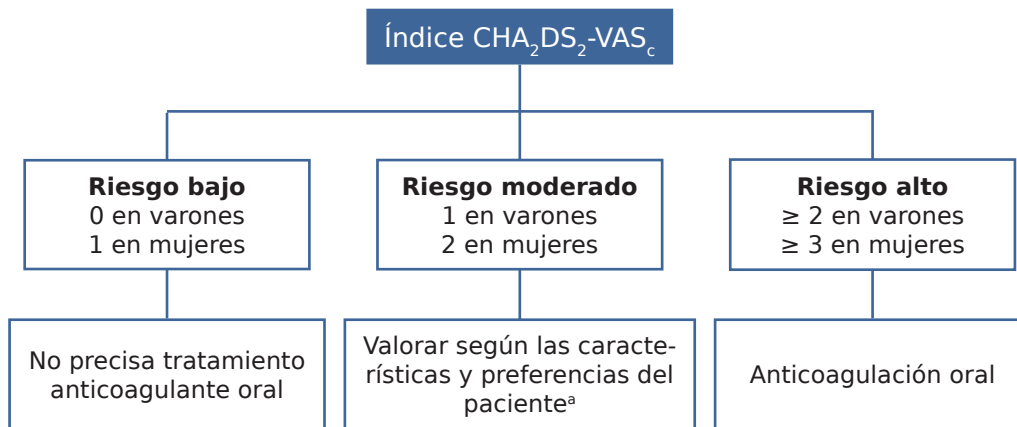 Índice CHA₂DS₂-VASc
Riesgo bajo
0 en varones
1 en mujeres
Riesgo moderado
1 en varones
2 en mujeres
Riesgo alto
≥ 2 en varones
≥ 3 en mujeres
No precisa tratamiento
anticoagulante oral
Valorar según las caracte-
rísticas y preferencias del
pacienteᵃ
Anticoagulación oral